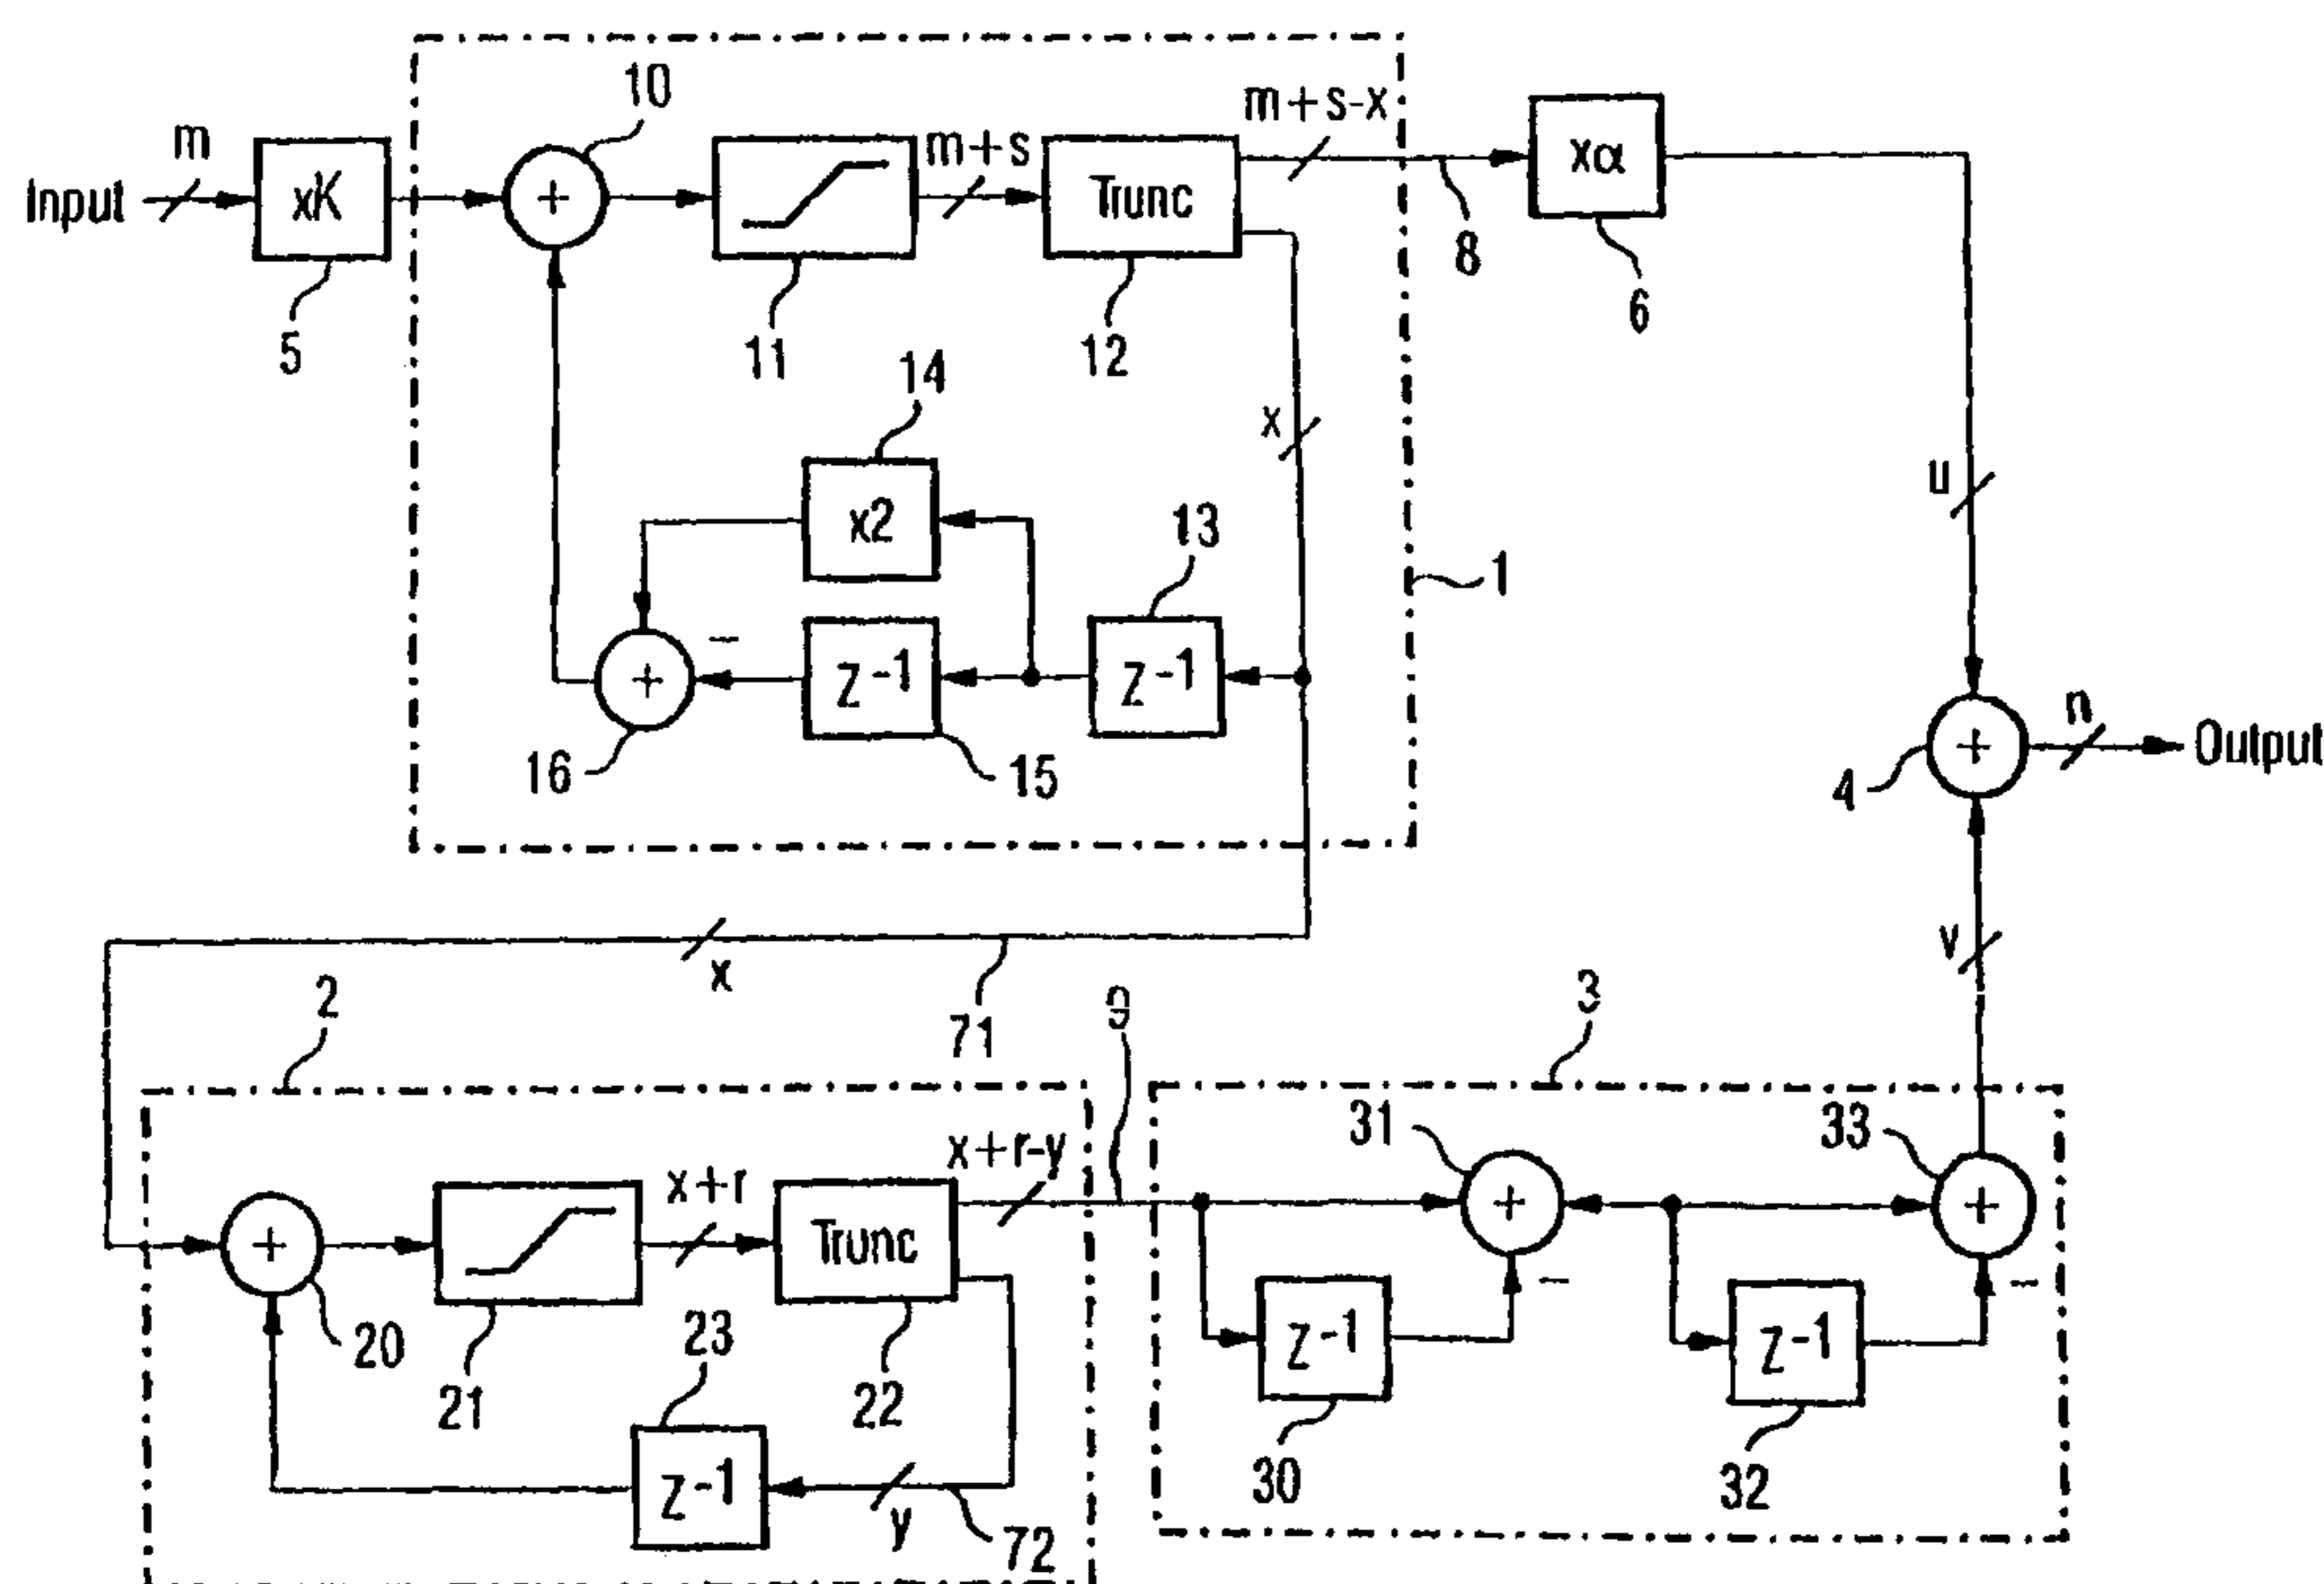 10
m+s-x
m
m+s
Input
xK
+
Trunc
xα
8
5
11
12
6
14
x
u
x2
13
1
-
+
z-1
z-1
n
+
Output
16
15
4
v
x
2
71
9
3
31
33
x+r
x+r-y
+
Trunc
+
+
-
-
20
23
z-1
z-1
21
22
z-1
30
32
y
72